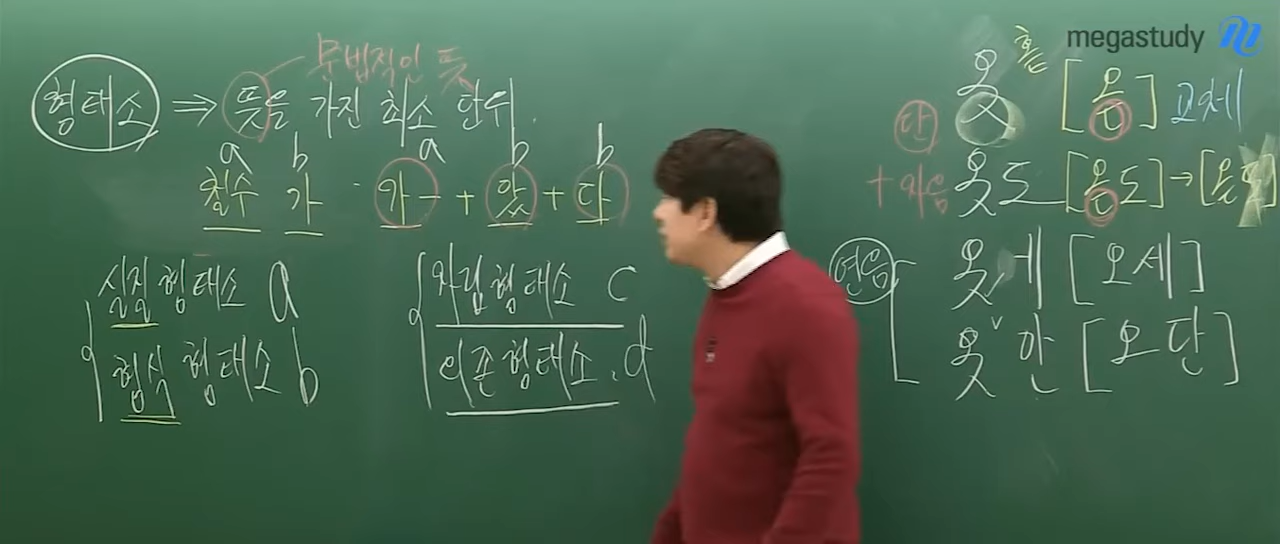 문법적인 뜻
형태소 ⇒ 뜻을 가진 최소 단위.
a b a b b
철수 가 가- + 았 + 다
실질 형태소 a
형식 형태소 b
자립 형태소 c
의존 형태소. d
megastudy
옷 홑 [옫] 교체
단
+ 자음 옷도 [옫도] → [옫또]
연음
옷에 [오세]
옷 안 [오단]